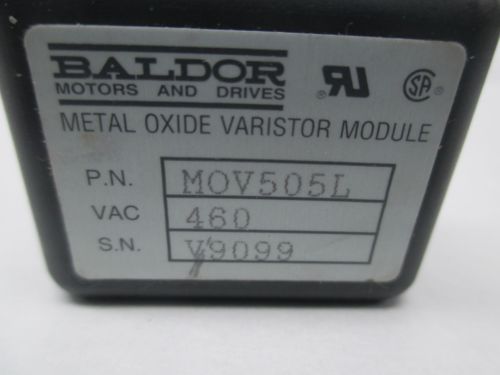 BALDOR
MOTORS AND DRIVES
METAL OXIDE VARISTOR MODULE
P.N. MOV505L
VAC 460
S.N. V9099